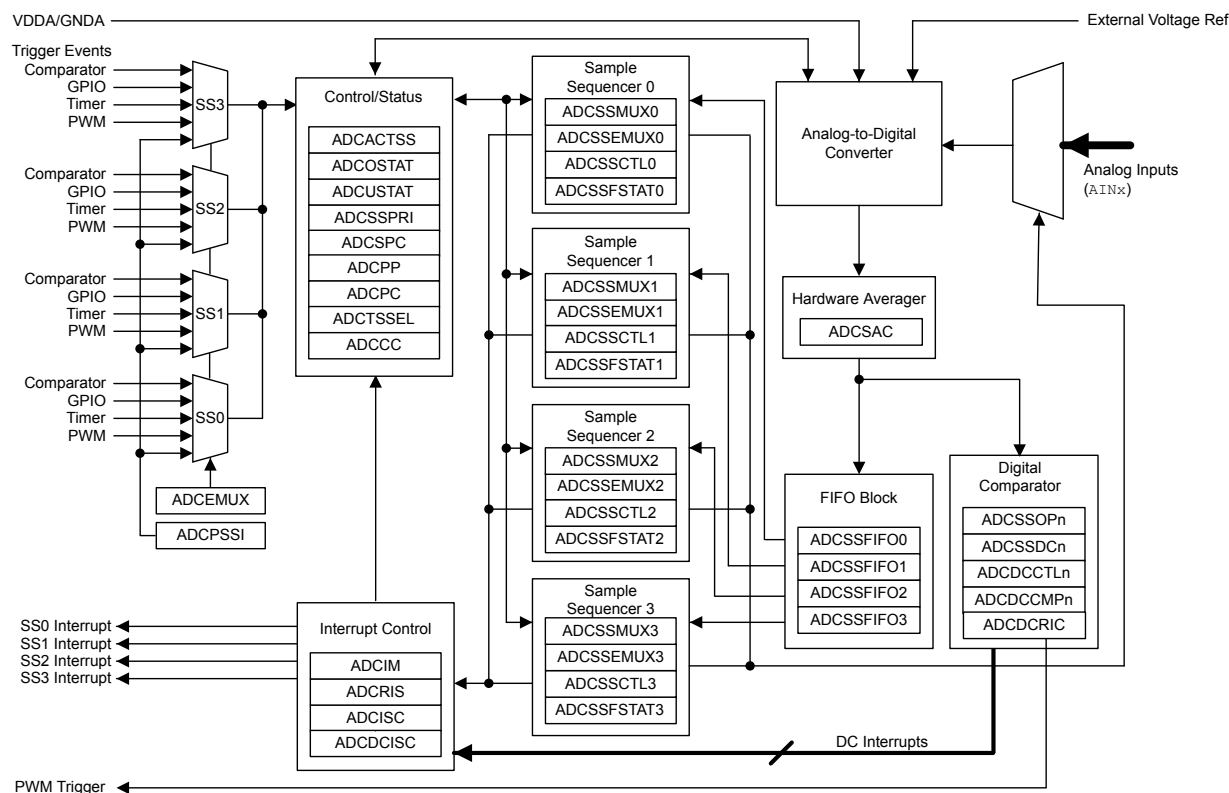 VDDA/GNDA
External Voltage Ref
Trigger Events
Comparator
GPIO
Timer
PWM
SS3
Comparator
GPIO
Timer
PWM
SS2
Comparator
GPIO
Timer
PWM
SS1
Comparator
GPIO
Timer
PWM
SS0
ADCEMUX
ADCPSSI
Control/Status
ADCACTSS
ADCOSTAT
ADCUSTAT
ADCSSPRI
ADCSPC
ADCPP
ADCPC
ADCTSSEL
ADCCC
Sample
Sequencer 0
ADCSSMUX0
ADCSSEMUX0
ADCSSCTL0
ADCSSFSTAT0
Sample
Sequencer 1
ADCSSMUX1
ADCSSEMUX1
ADCSSCTL1
ADCSSFSTAT1
Sample
Sequencer 2
ADCSSMUX2
ADCSSEMUX2
ADCSSCTL2
ADCSSFSTAT2
Sample
Sequencer 3
ADCSSMUX3
ADCSSEMUX3
ADCSSCTL3
ADCSSFSTAT3
Analog-to-Digital
Converter
Analog Inputs
(AINx)
Hardware Averager
ADCSAC
FIFO Block
ADCSSFIFO0
ADCSSFIFO1
ADCSSFIFO2
ADCSSFIFO3
Digital
Comparator
ADCSSOPn
ADCSSDCn
ADCDCCTLn
ADCDCCMPn
ADCDCRIC
SS0 Interrupt
SS1 Interrupt
SS2 Interrupt
SS3 Interrupt
Interrupt Control
ADCIM
ADCRIS
ADCISC
ADCDCISC
DC Interrupts
PWM Trigger